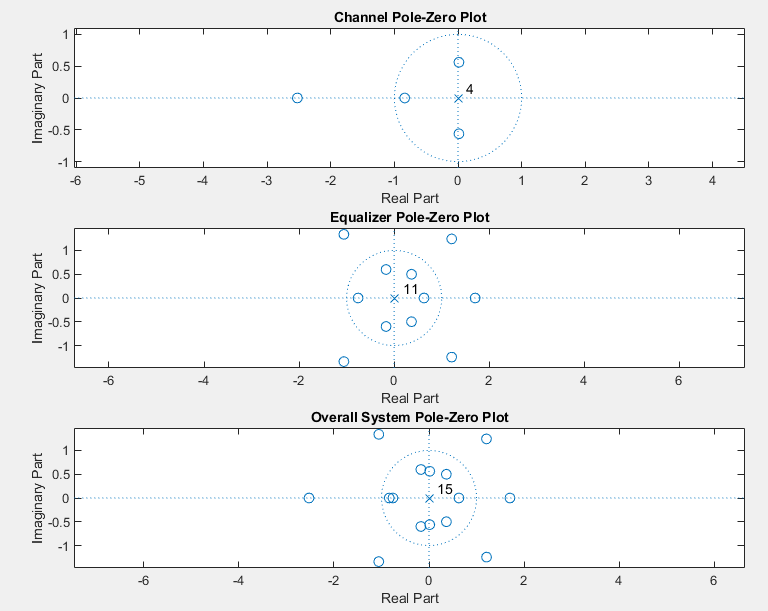 Channel Pole-Zero Plot
1
0.5
0
-0.5
-1
Imaginary Part
4
-6 -5 -4 -3 -2 -1 0 1 2 3 4
Real Part
Equalizer Pole-Zero Plot
1
0.5
0
-0.5
-1
Imaginary Part
11
-6 -4 -2 0 2 4 6
Real Part
Overall System Pole-Zero Plot
1
0.5
0
-0.5
-1
Imaginary Part
15
-6 -4 -2 0 2 4 6
Real Part